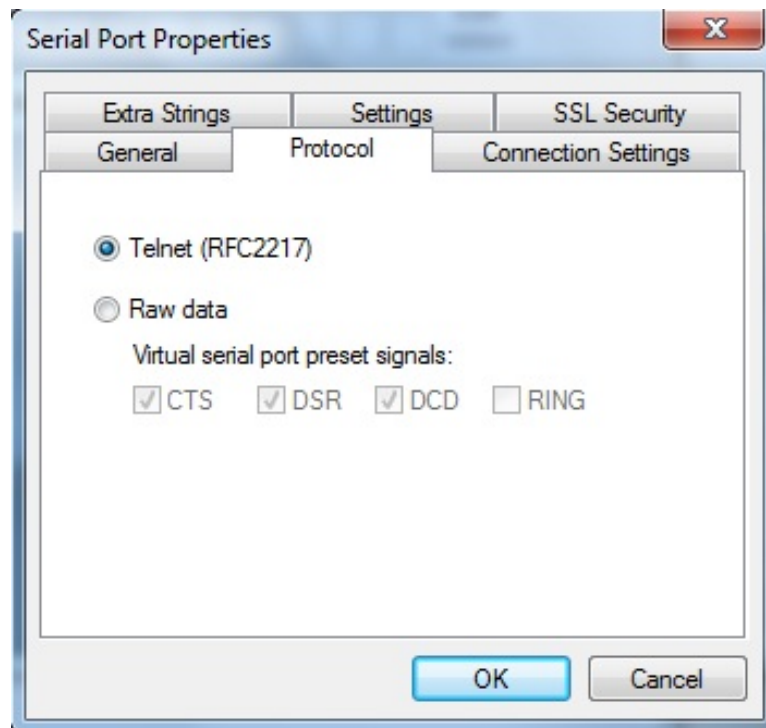 Serial Port Properties
Extra Strings Settings SSL Security
General Protocol Connection Settings
Telnet (RFC2217)
Raw data
Virtual serial port preset signals:
CTS DSR DCD RING
OK Cancel